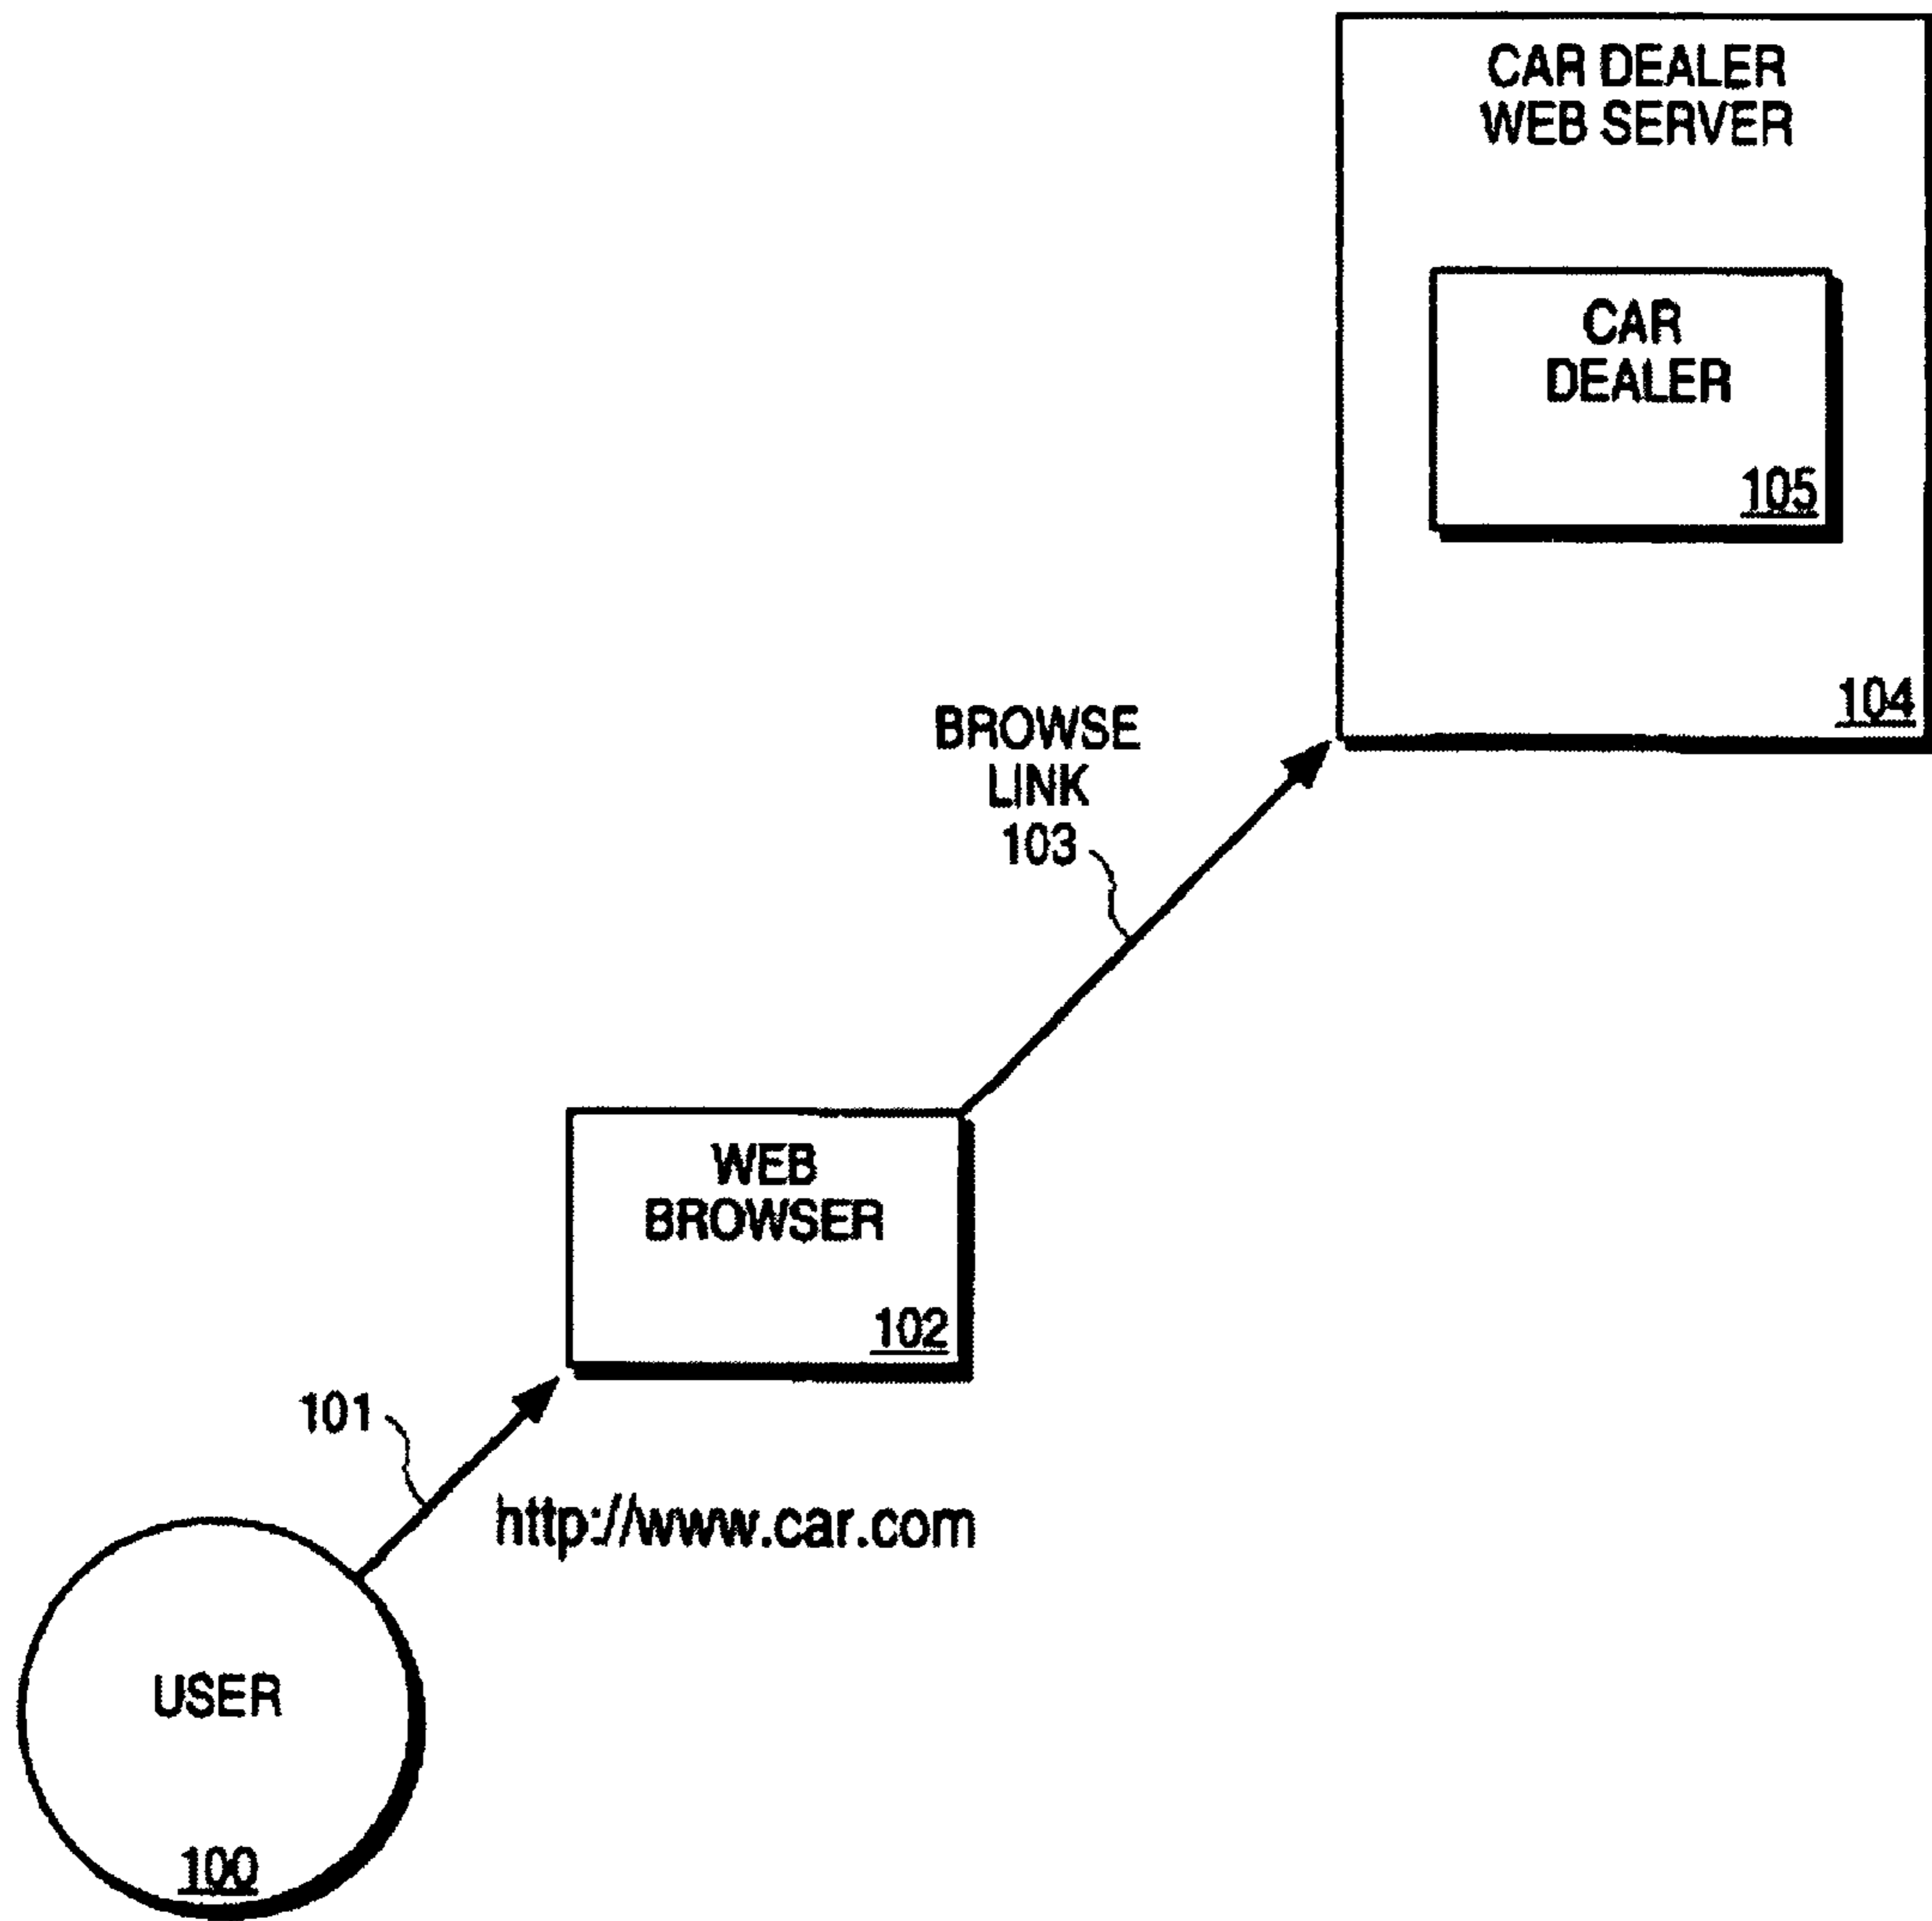 CAR DEALER
WEB SERVER
CAR
DEALER
105
104
BROWSE
LINK
103
WEB
BROWSER
102
101
http://www.car.com
USER
100